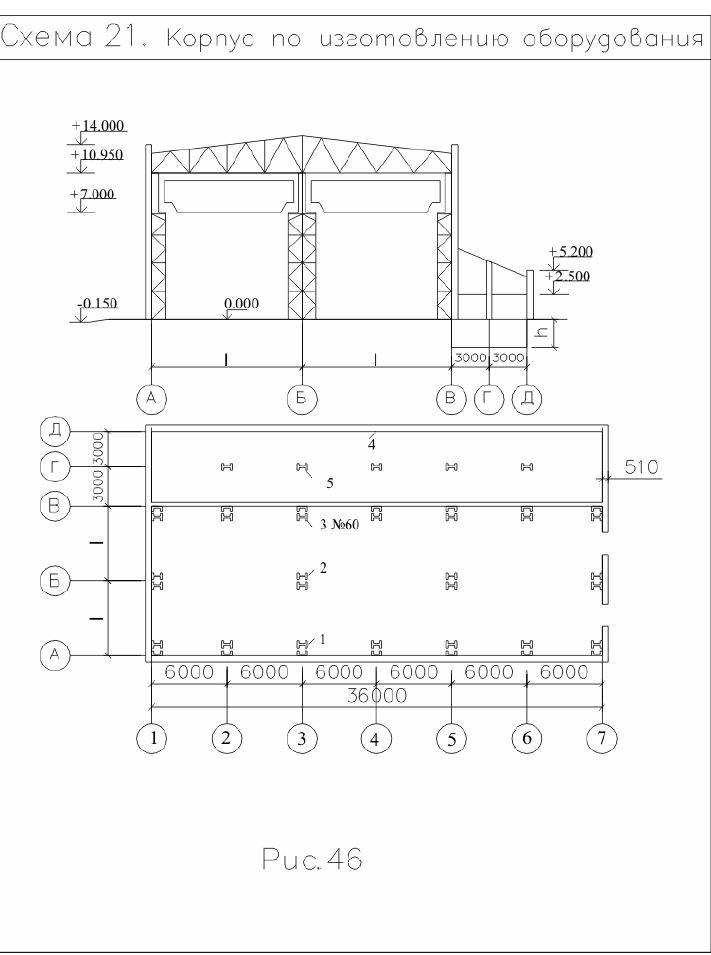 Схема 21. Корпус по изготовлению оборудования
+14.000
+10.950
+7.000
+5.200
+2.500
-0.150
0.000
h
l
l
3000
3000
А
Б
В
Г
Д
Д
4
3000
Г
510
5
3000
В
3 №60
l
Б
2
l
1
А
6000
6000
6000
6000
6000
6000
36000
1
2
3
4
5
6
7
Рис.46